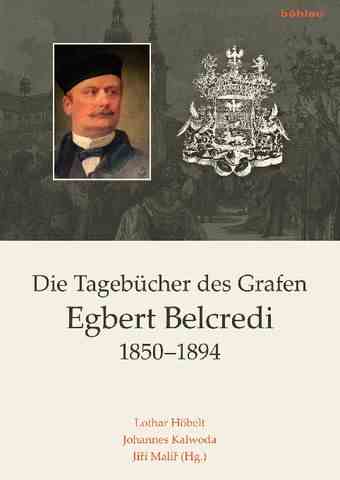 böhlau
Die Tagebücher des Grafen
Egbert Belcredi
1850–1894
Lothar Höbelt
Johannes Kalwoda
Jiří Malíř (Hg.)